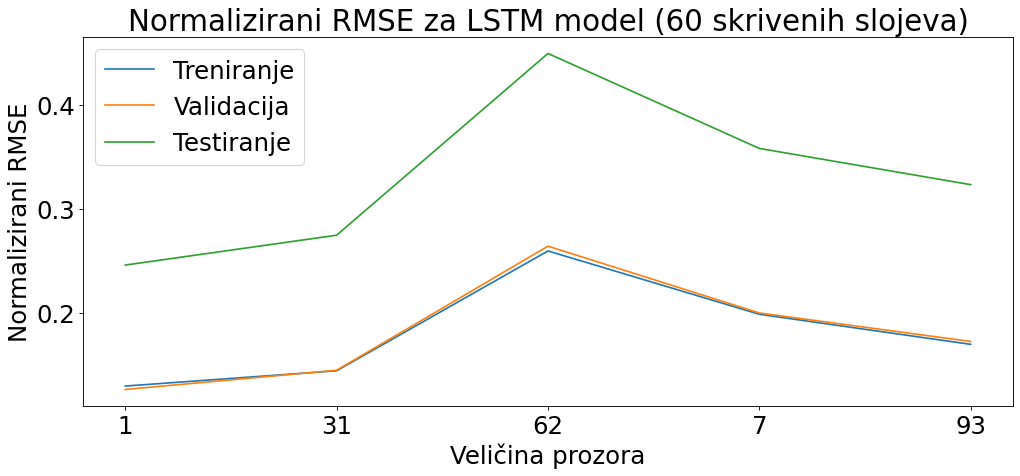 Normalizirani RMSE za LSTM model (60 skrivenih slojeva)
Treniranje
Validacija
Testiranje
Normalizirani RMSE
0.4
0.3
0.2
1 31 62 7 93
Veličina prozora